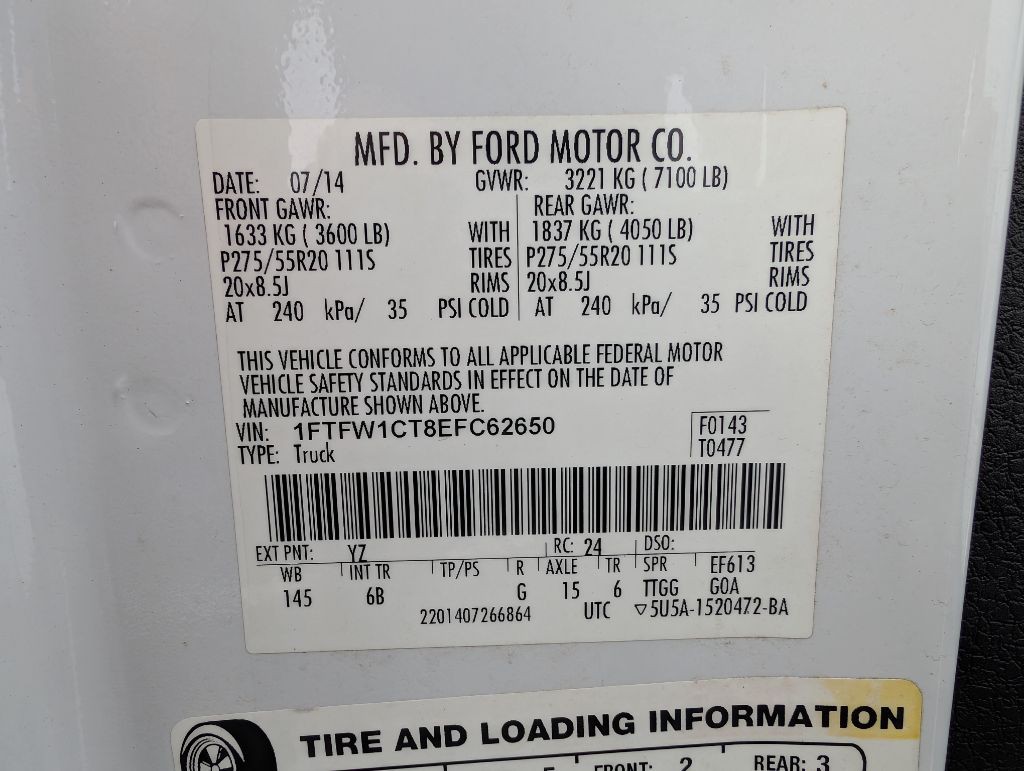 MFD. BY FORD MOTOR CO.
DATE: 07/14 GVWR: 3221 KG ( 7100 LB)
FRONT GAWR: REAR GAWR:
1633 KG ( 3600 LB) WITH 1837 KG ( 4050 LB) WITH
P275/55R20 111S TIRES P275/55R20 111S TIRES
20x8.5J RIMS 20x8.5J RIMS
AT 240 kPa/ 35 PSI COLD AT 240 kPa/ 35 PSI COLD
THIS VEHICLE CONFORMS TO ALL APPLICABLE FEDERAL MOTOR
VEHICLE SAFETY STANDARDS IN EFFECT ON THE DATE OF
MANUFACTURE SHOWN ABOVE.
VIN: 1FTFW1CT8EFC62650 F0143
TYPE: Truck T0477
EXT PNT: YZ RC: 24 DSO:
WB INT TR TP/PS R AXLE TR SPR EF613
145 6B G 15 6 TTGG GOA
2201407266864 UTC ▽5U5A-1520472-BA
TIRE AND LOADING INFORMATION
FRONT: 2 REAR: 3